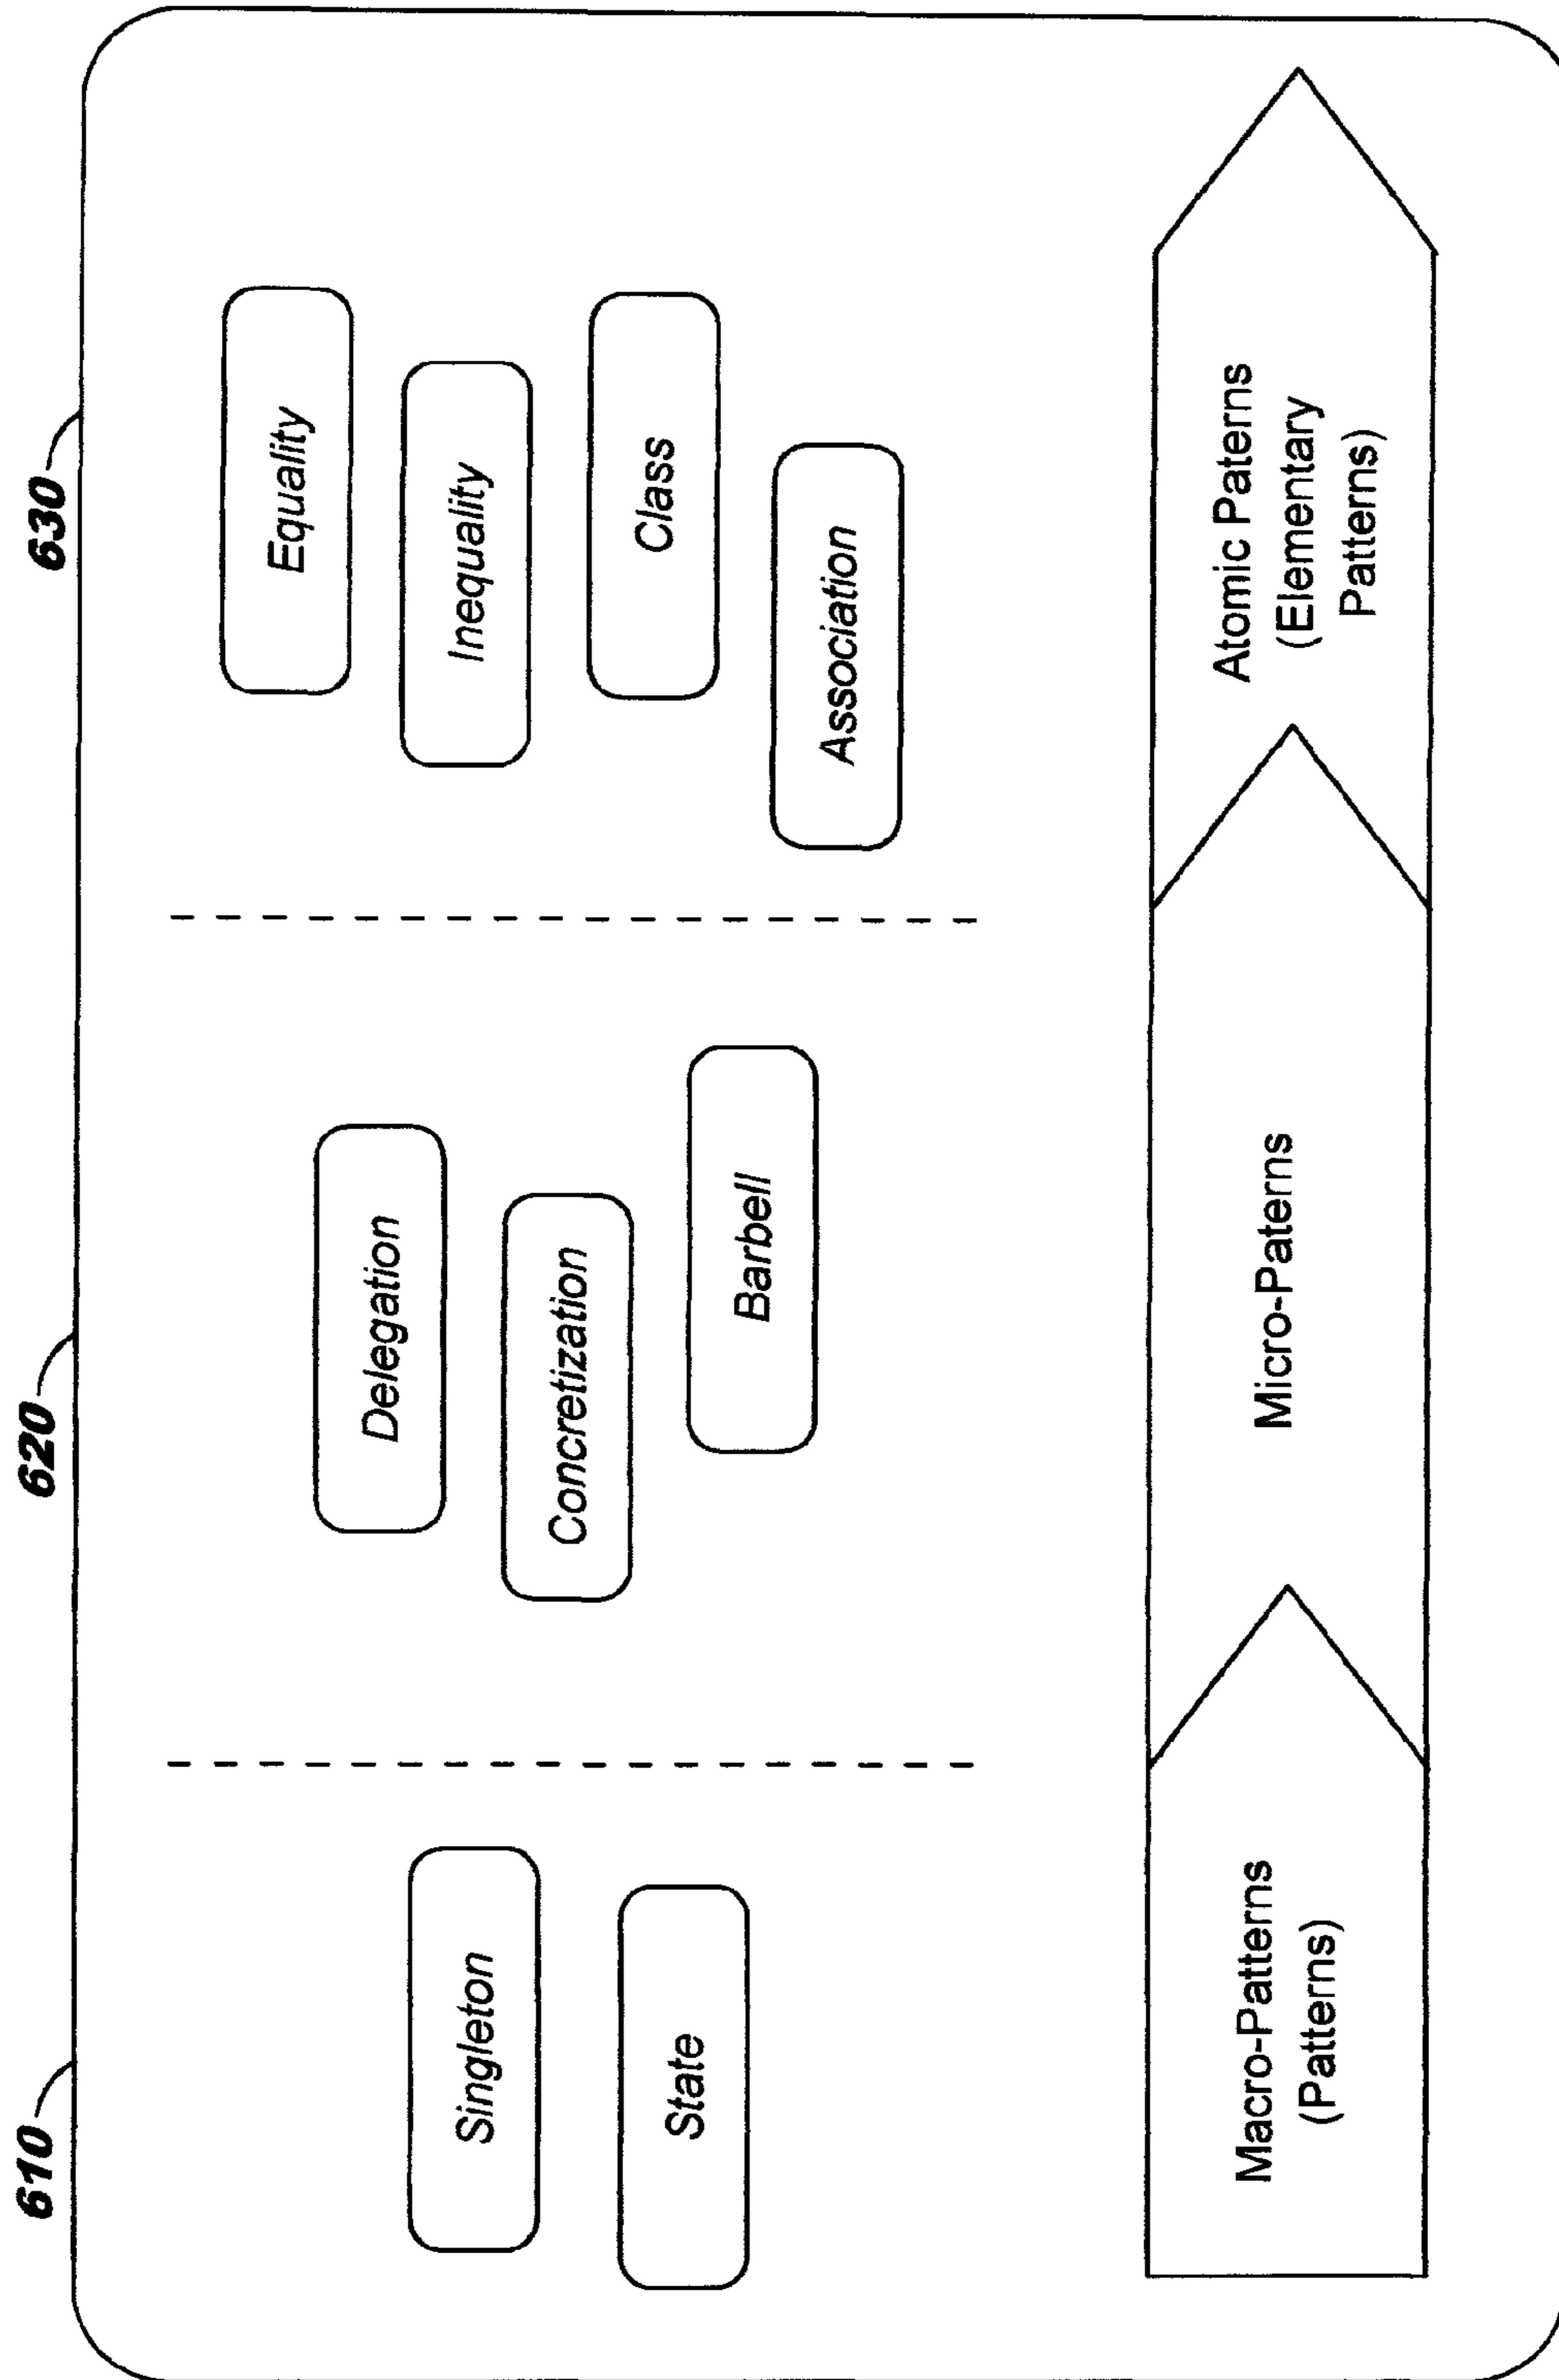 610
620
630
Singleton
State
Delegation
Concretization
Barbell
Equality
Inequality
Class
Association
Macro-Patterns
(Patterns)
Micro-Paterns
Atomic Paterns
(Elementary
Patterns)